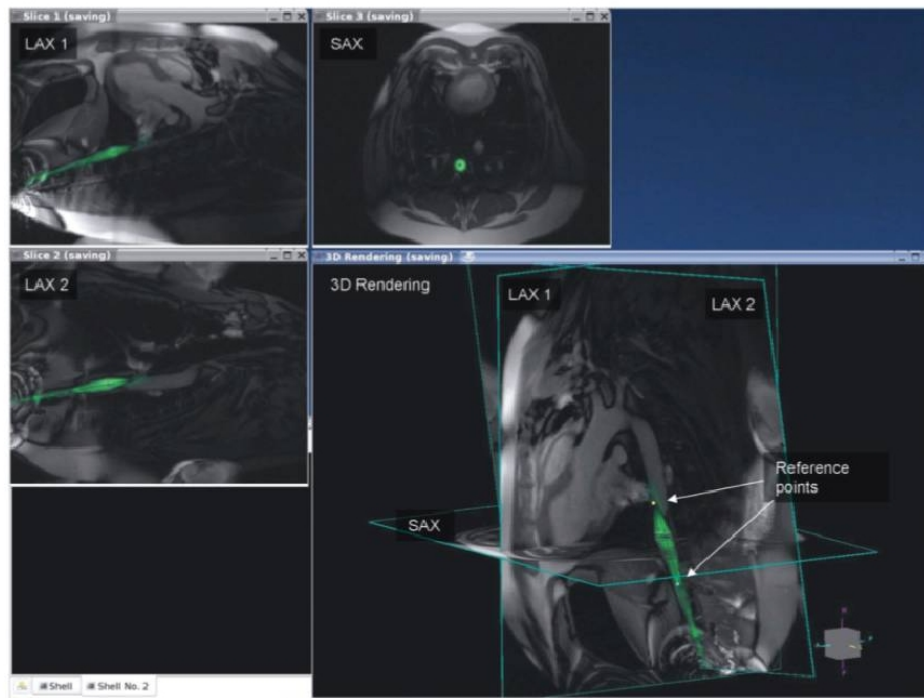 Slice 1 (saving)
LAX 1
Slice 3 (saving)
SAX
Slice 2 (saving)
LAX 2
3D Rendering (saving)
3D Rendering
LAX 1
LAX 2
Reference
points
SAX
Shell
Shell No. 2